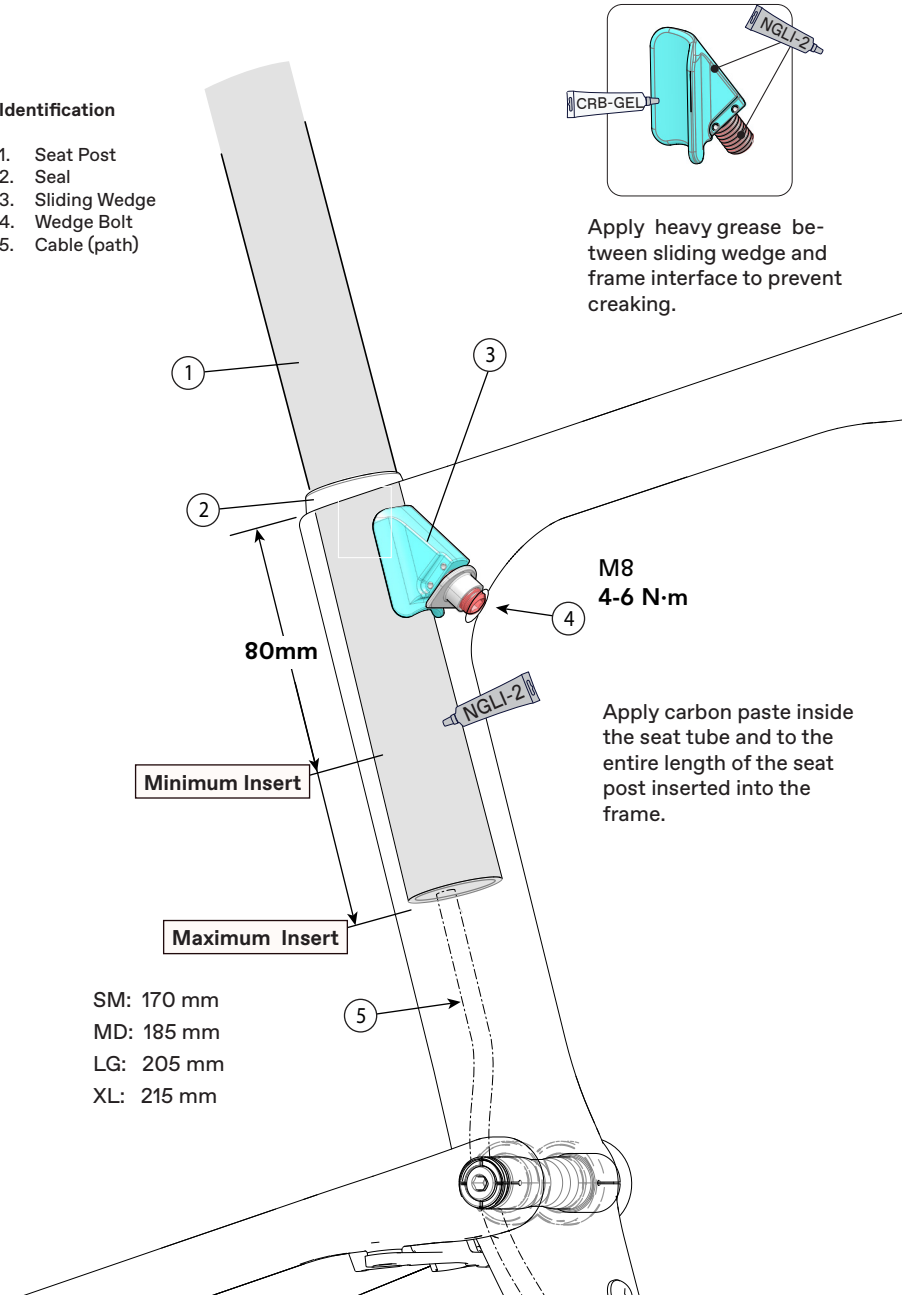 Identification
1. Seat Post
2. Seal
3. Sliding Wedge
4. Wedge Bolt
5. Cable (path)
NGLI-2
CRB-GEL
Apply heavy grease be-
tween sliding wedge and
frame interface to prevent
creaking.
1
3
2
M8
4-6 N·m
4
80mm
NGLI-2
Apply carbon paste inside
the seat tube and to the
entire length of the seat
post inserted into the
frame.
Minimum Insert
Maximum Insert
SM: 170 mm
MD: 185 mm
LG: 205 mm
XL: 215 mm
5